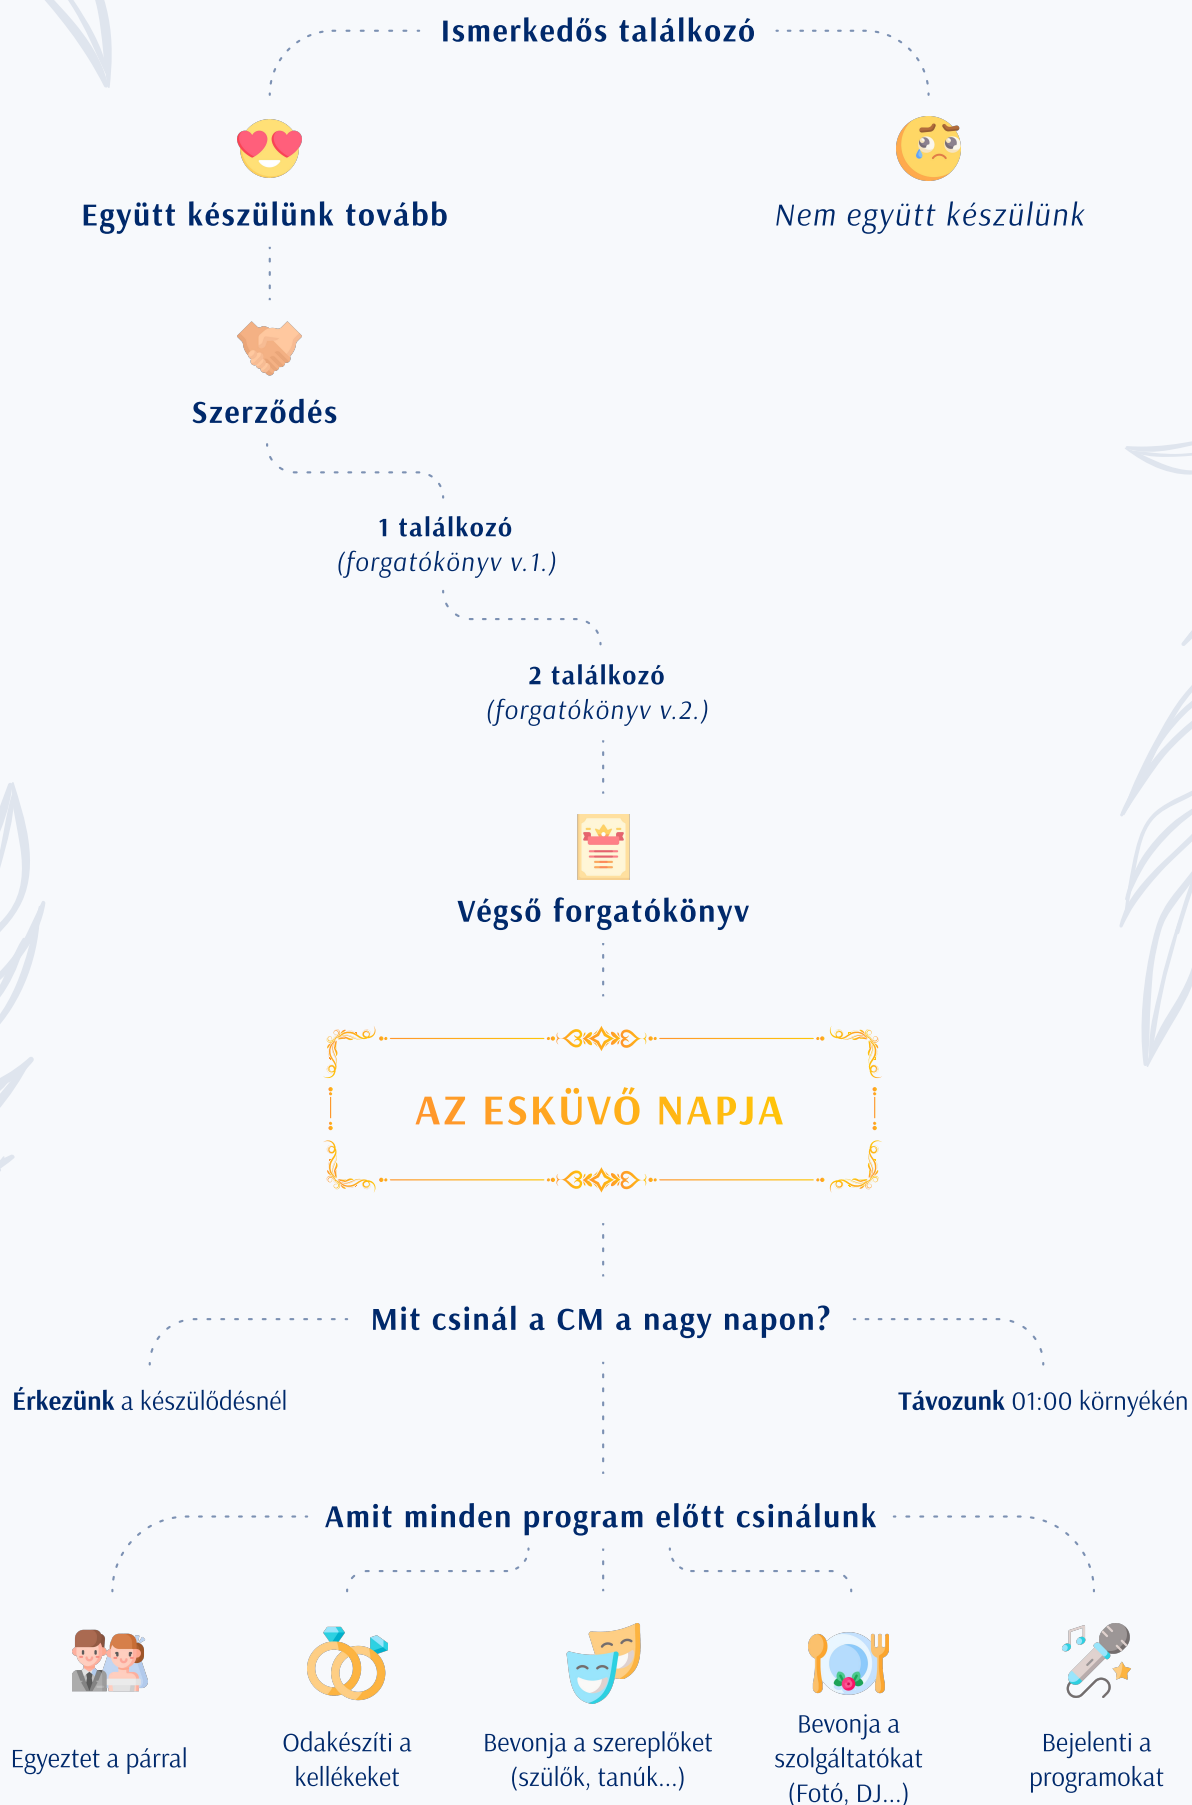 Ismerkedős találkozó
Együtt készülünk tovább
Nem együtt készülünk
Szerződés
1 találkozó
(forgatókönyv v.1.)
2 találkozó
(forgatókönyv v.2.)
Végső forgatókönyv
AZ ESKÜVŐ NAPJA
Mit csinál a CM a nagy napon?
Érkezünk a készülődésnél
Távozunk 01:00 környékén
Amit minden program előtt csinálunk
Egyeztet a párral
Odakészíti a
kellékeket
Bevonja a szereplőket
(szülők, tanúk...)
Bevonja a
szolgáltatókat
(Fotó, DJ...)
Bejelenti a
programokat